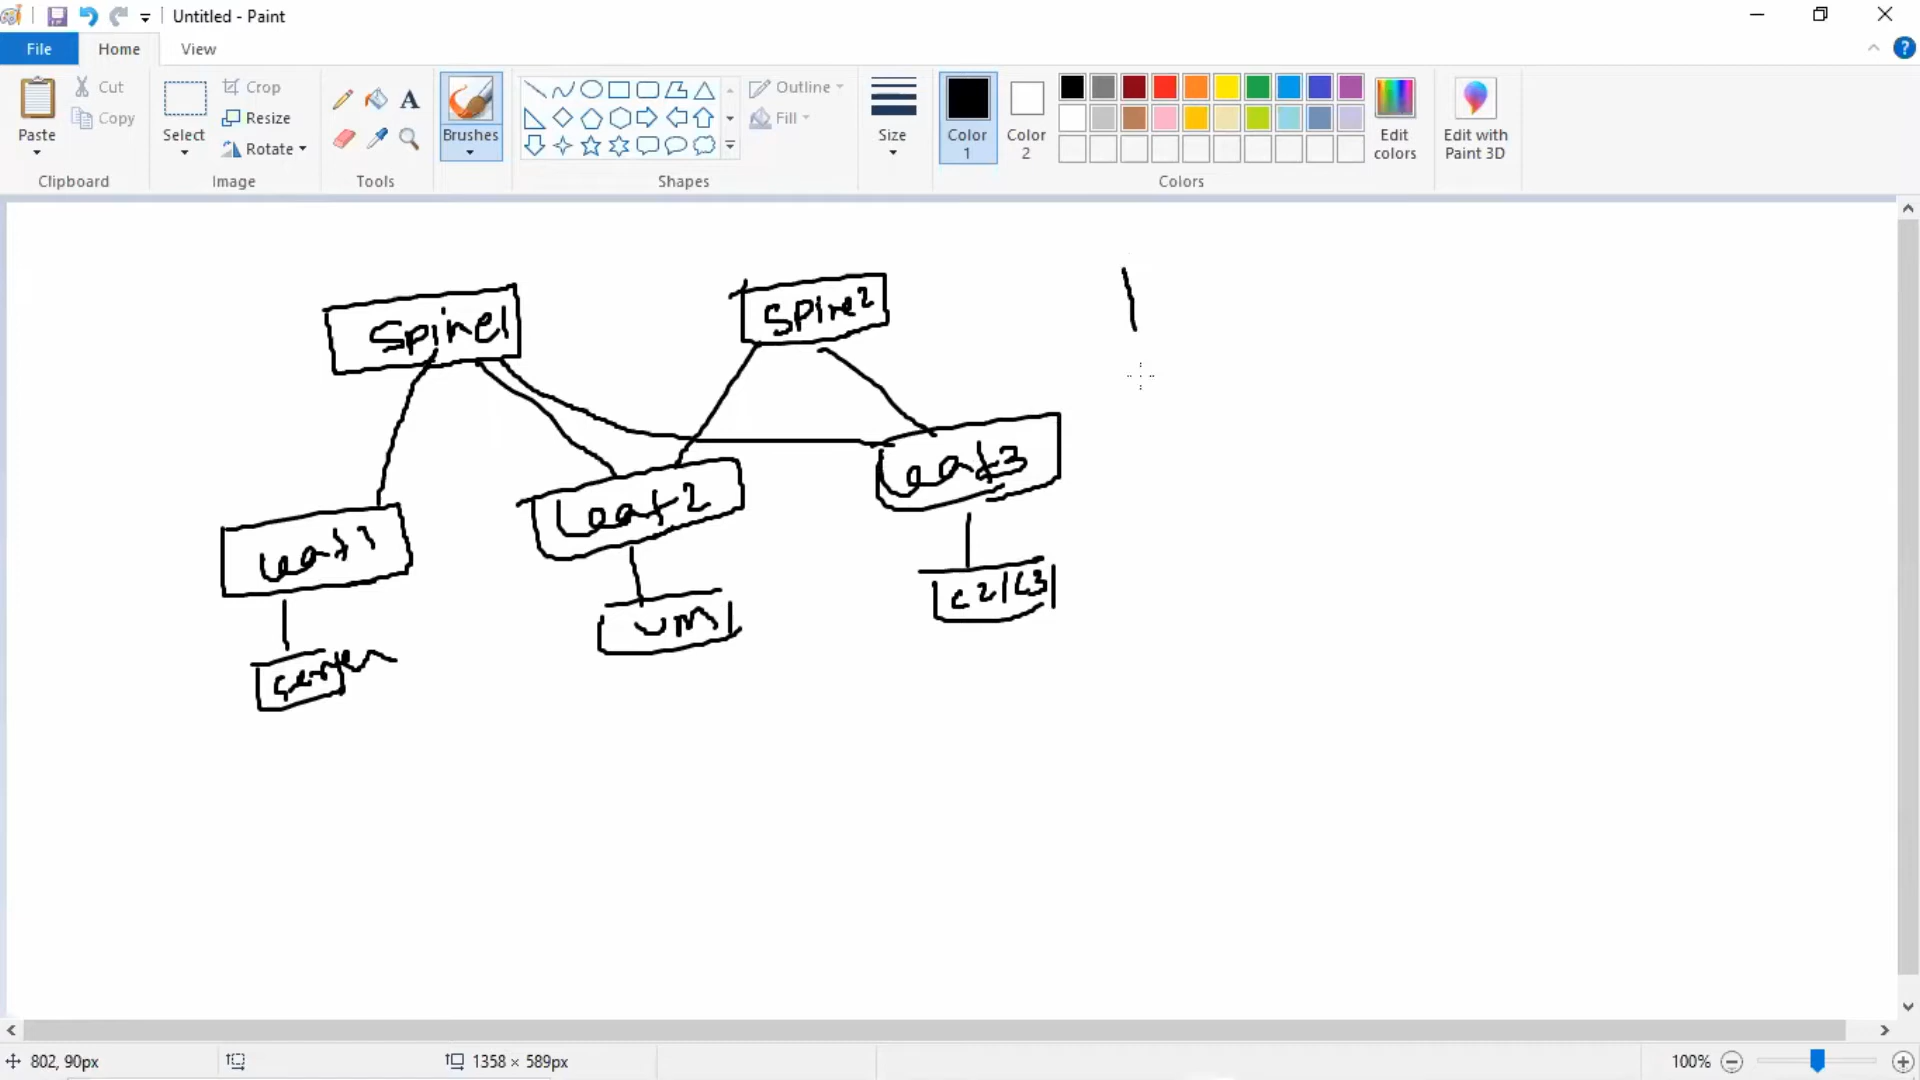 Untitled - Paint
File Home View
Cut
Copy
Paste
Clipboard
Crop
Resize
Rotate
Select
Image
A
Tools
Brushes
Outline
Fill
Shapes
Size
Color 1
Color 2
Edit colors
Colors
Edit with Paint 3D
?
Spine1
Spine2
Leaf1
Leaf2
Leaf3
Server
VM
L2/L3
802, 90px
1358 × 589px
100%